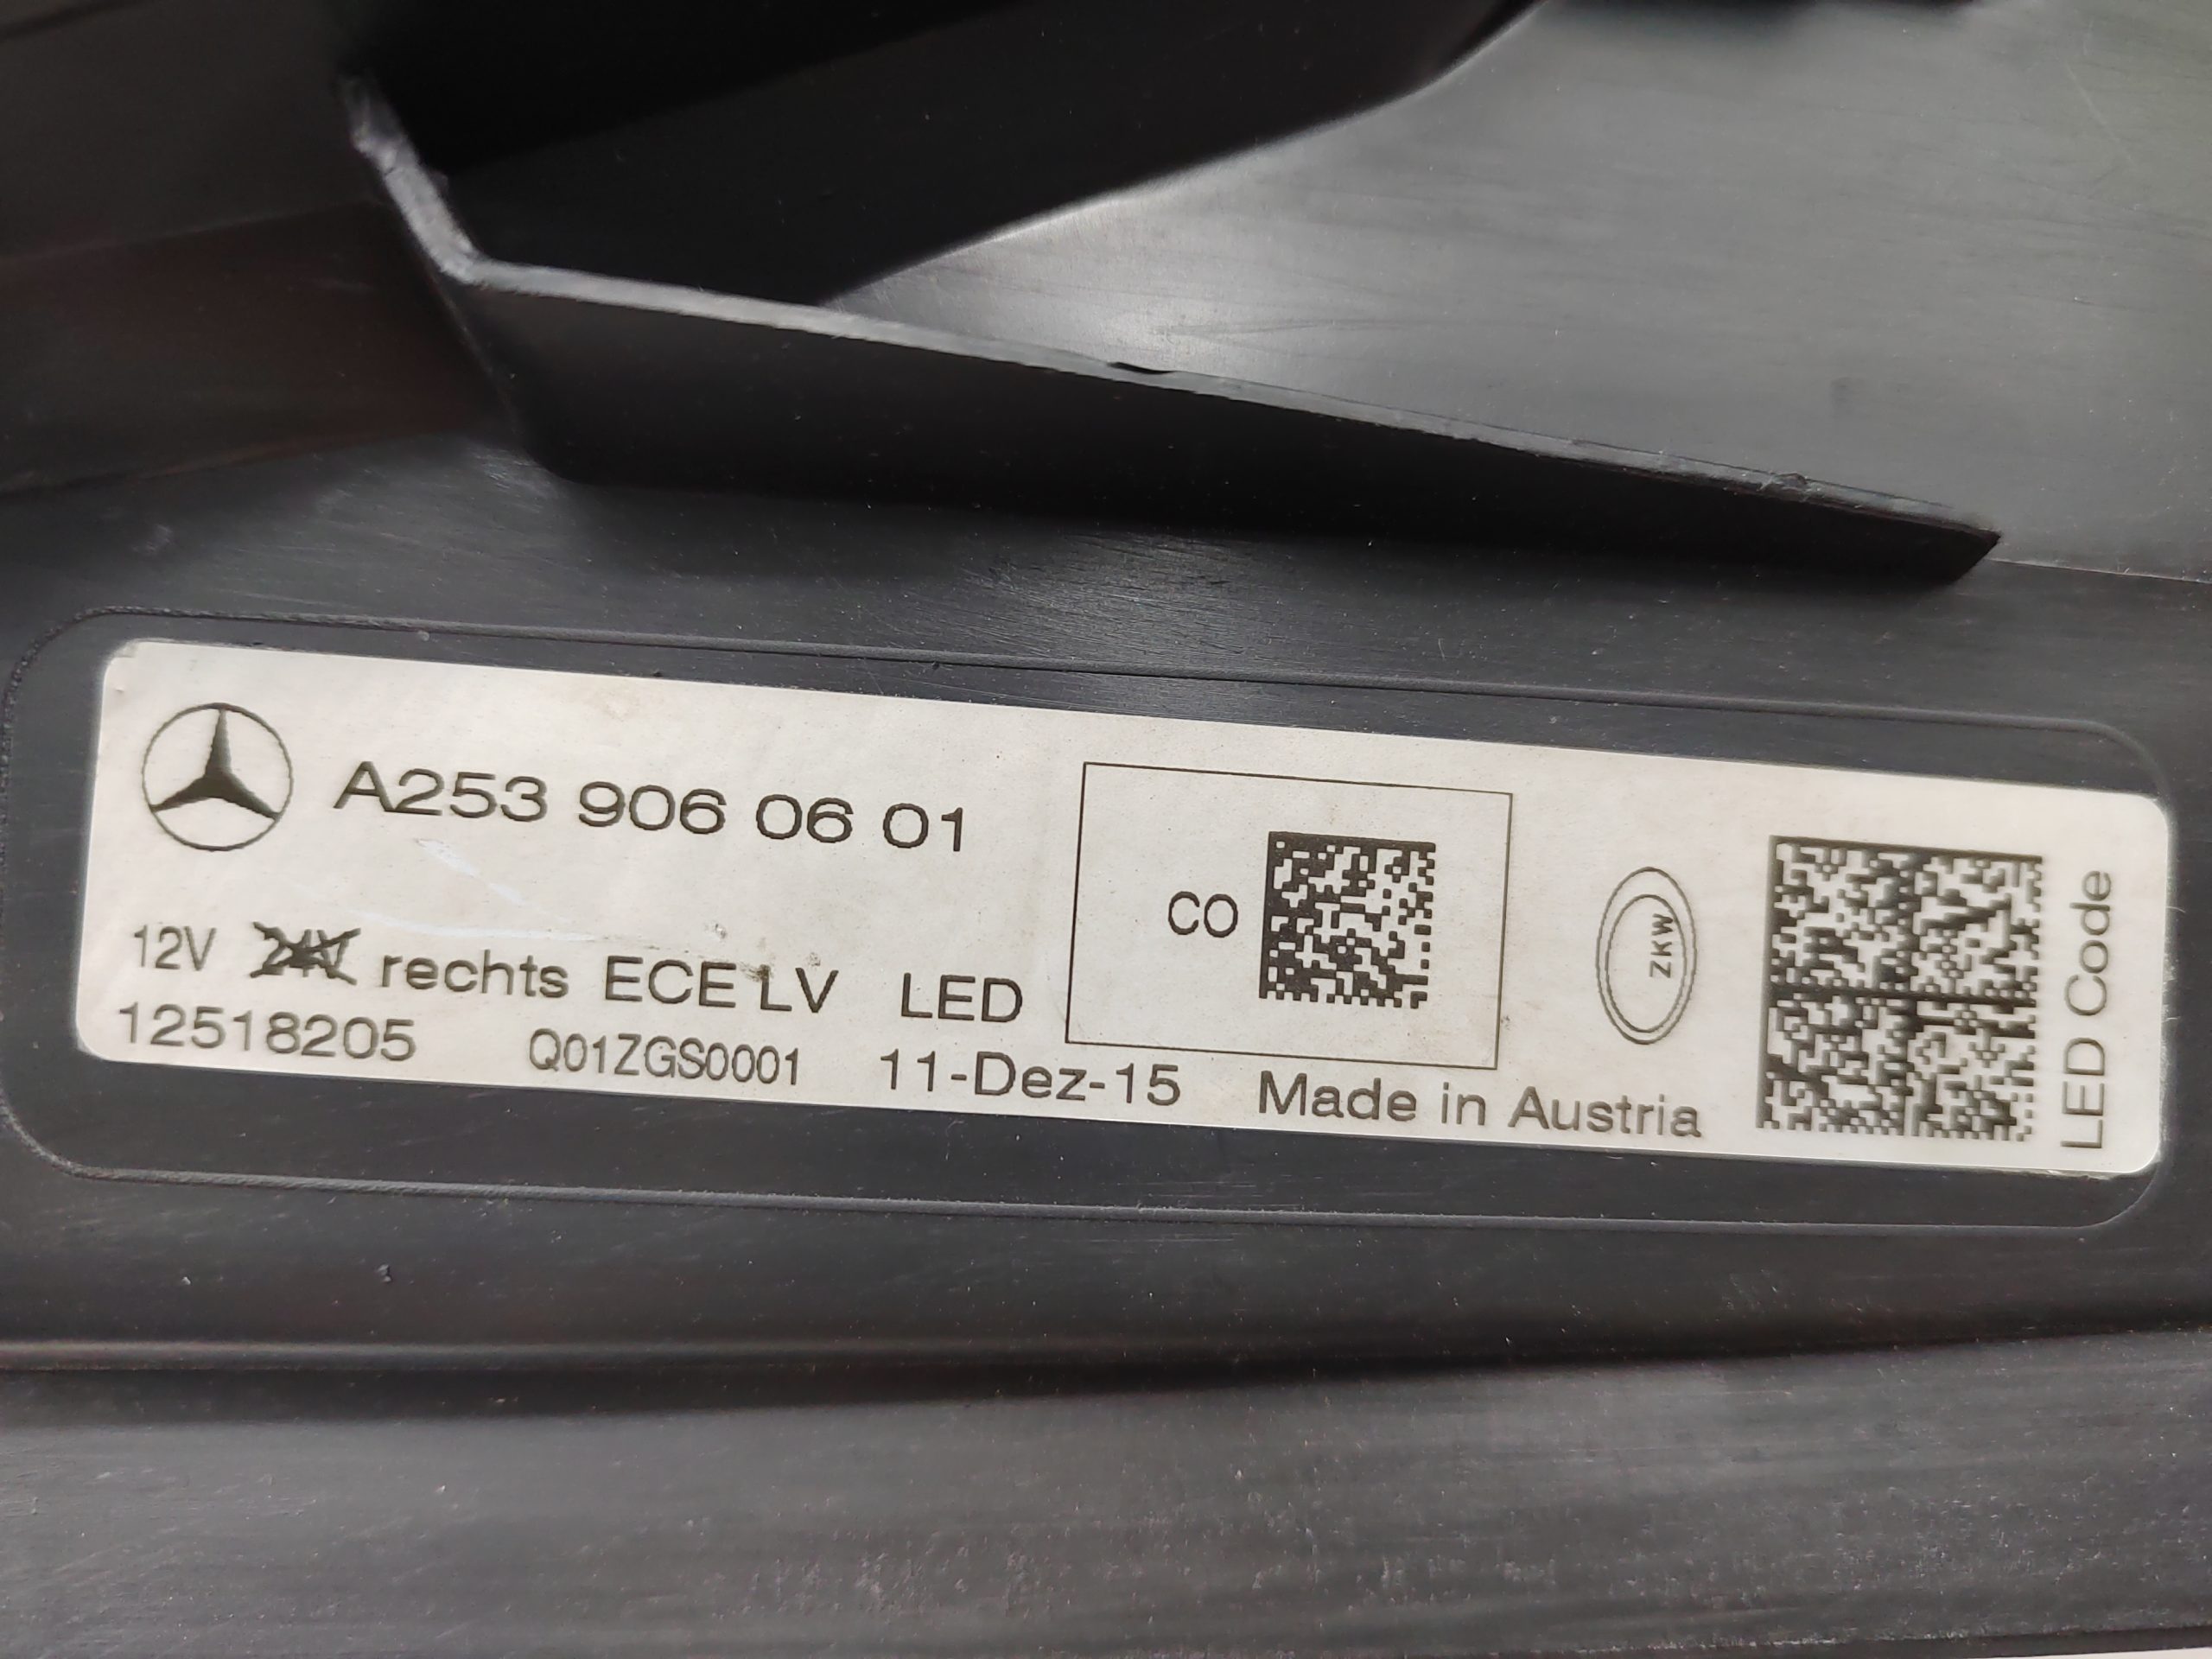 A253 906 06 01
12V 24V rechts ECE LV LED
CO
ZKW
12518205 Q01ZGS0001 11-Dez-15 Made in Austria
LED Code